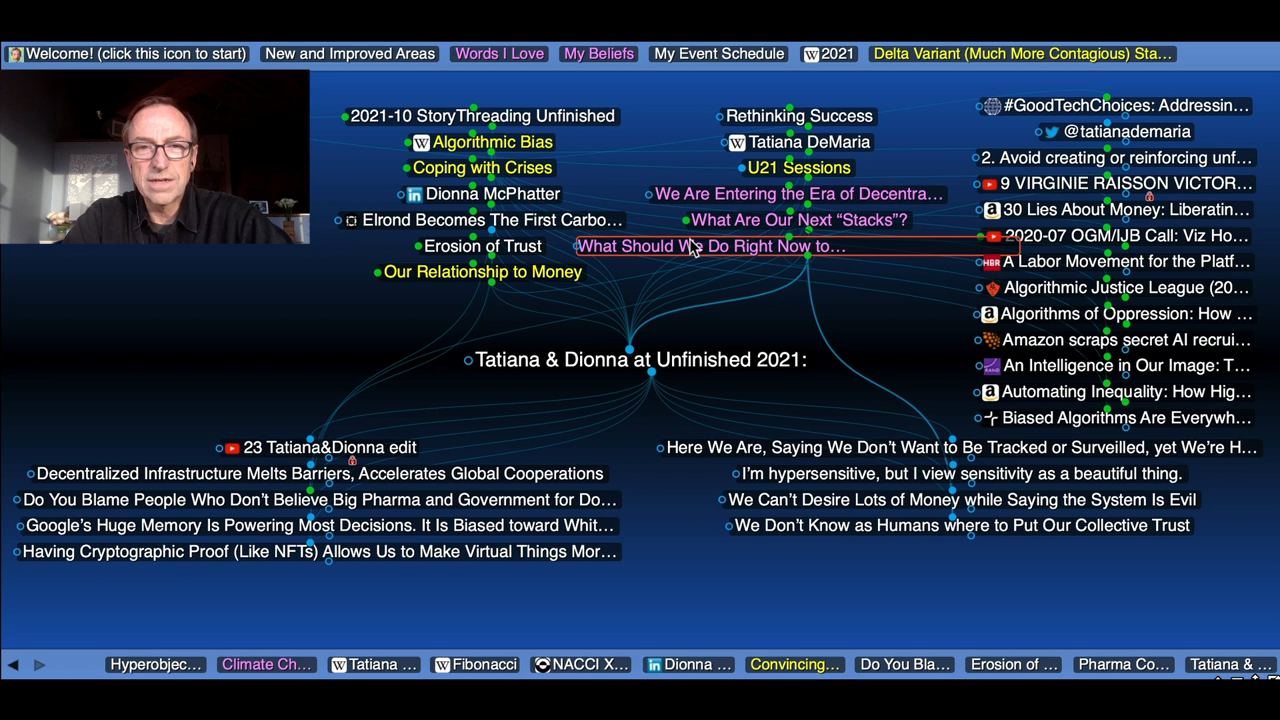 Welcome! (click this icon to start) New and Improved Areas Words I Love My Beliefs My Event Schedule W 2021 Delta Variant (Much More Contagious) Sta…
2021-10 StoryThreading Unfinished
W Algorithmic Bias
Coping with Crises
in Dionna McPhatter
Elrond Becomes The First Carbo…
Erosion of Trust
Our Relationship to Money
Rethinking Success
W Tatiana DeMaria
U21 Sessions
We Are Entering the Era of Decentra…
What Are Our Next “Stacks”?
What Should We Do Right Now to…
#GoodTechChoices: Addressin…
@tatianademaria
2. Avoid creating or reinforcing unf…
9 VIRGINIE RAISSON VICTOR…
a 30 Lies About Money: Liberatin…
2020-07 OGM/IJB Call: Viz Ho…
HBR A Labor Movement for the Platf…
Algorithmic Justice League (20…
a Algorithms of Oppression: How …
Amazon scraps secret AI recrui…
RAND An Intelligence in Our Image: T…
a Automating Inequality: How Hig…
Biased Algorithms Are Everywh…
Tatiana & Dionna at Unfinished 2021:
23 Tatiana&Dionna edit
Decentralized Infrastructure Melts Barriers, Accelerates Global Cooperations
Do You Blame People Who Don’t Believe Big Pharma and Government for Do…
Google’s Huge Memory Is Powering Most Decisions. It Is Biased toward Whit…
Having Cryptographic Proof (Like NFTs) Allows Us to Make Virtual Things Mor…
Here We Are, Saying We Don’t Want to Be Tracked or Surveilled, yet We’re H…
I’m hypersensitive, but I view sensitivity as a beautiful thing.
We Can’t Desire Lots of Money while Saying the System Is Evil
We Don’t Know as Humans where to Put Our Collective Trust
Hyperobjec… Climate Ch… W Tatiana … W Fibonacci NACCI X… in Dionna … Convincing… Do You Bla… Erosion of … Pharma Co… Tatiana & …